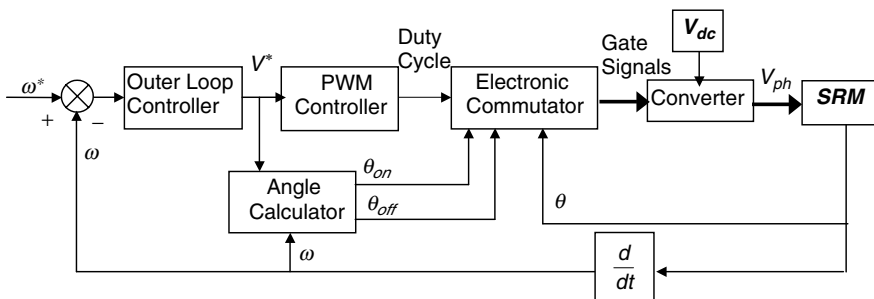 V_dc
Duty
Cycle
Gate
Signals
V*
ω*
Outer Loop
Controller
PWM
Controller
Electronic
Commutator
Converter
V_ph
SRM
+
−
ω
θ_on
Angle
Calculator
θ_off
θ
ω
d
dt